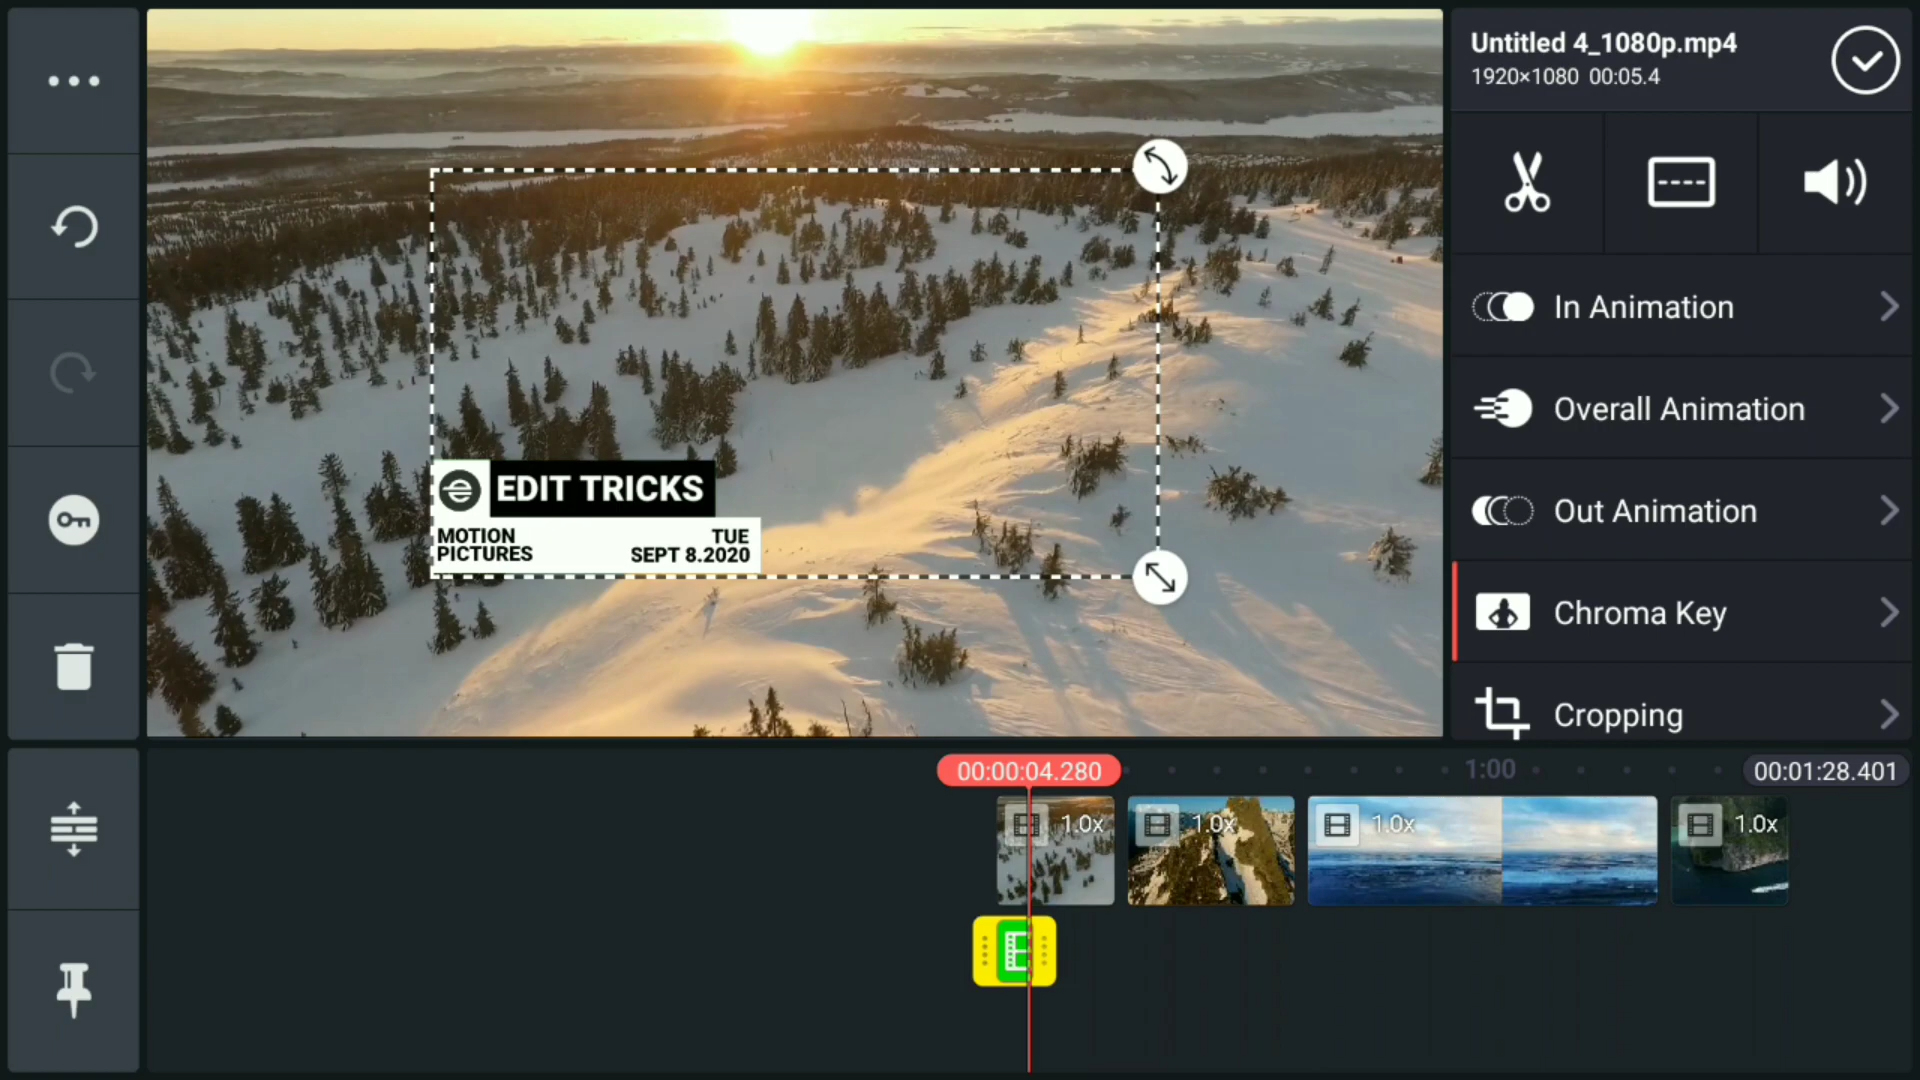 Untitled 4_1080p.mp4
1920×1080 00:05.4
In Animation
Overall Animation
Out Animation
Chroma Key
Cropping
EDIT TRICKS
MOTION
PICTURES
TUE
SEPT 8.2020
00:00:04.280
1:00
00:01:28.401
1.0x
1.0x
1.0x
1.0x